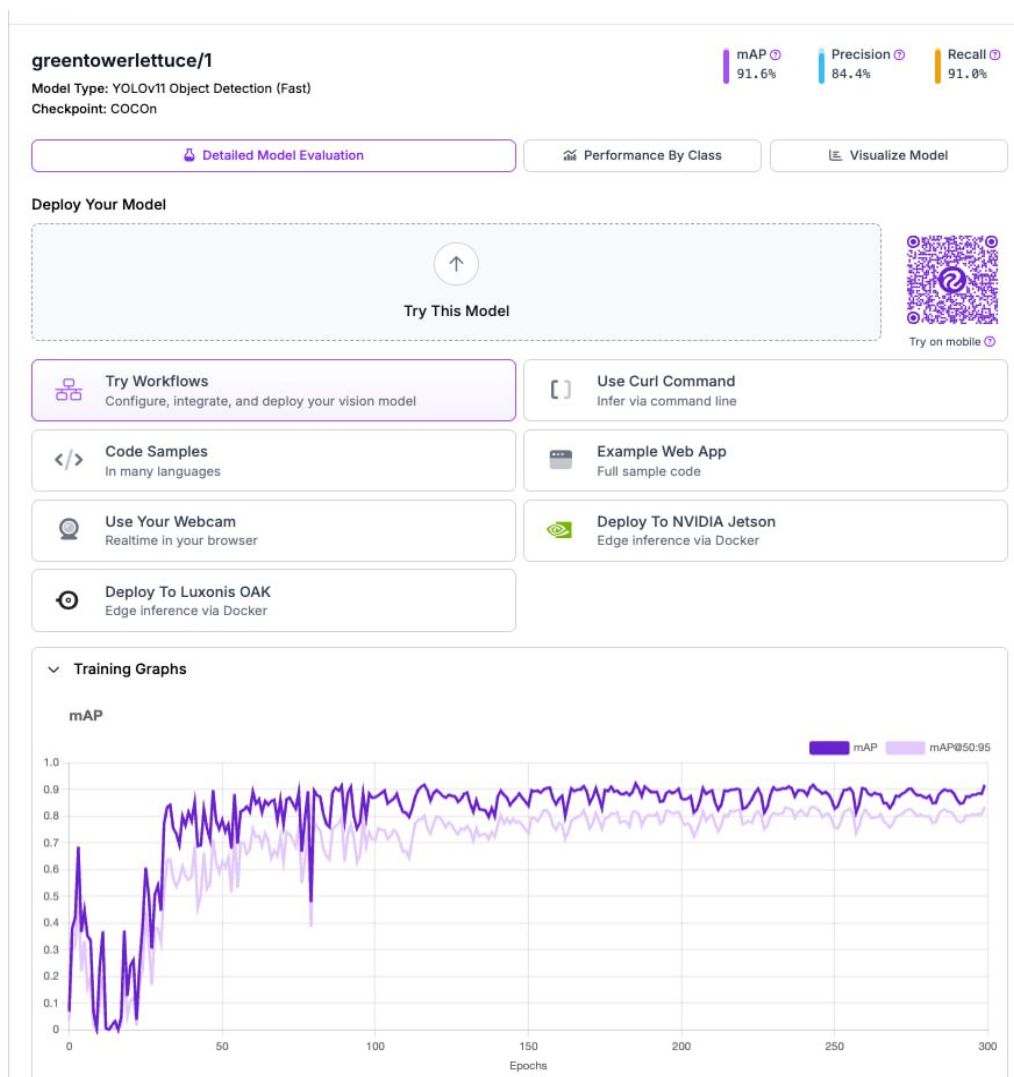 greentowerlettuce/1
Model Type: YOLOv11 Object Detection (Fast)
Checkpoint: COCOn
mAP
91.6%
Precision
84.4%
Recall
91.0%
Detailed Model Evaluation
Performance By Class
Visualize Model
Deploy Your Model
Try This Model
Try on mobile
Try Workflows
Configure, integrate, and deploy your vision model
Use Curl Command
Infer via command line
Code Samples
In many languages
Example Web App
Full sample code
Use Your Webcam
Realtime in your browser
Deploy To NVIDIA Jetson
Edge inference via Docker
Deploy To Luxonis OAK
Edge inference via Docker
Training Graphs
mAP
mAP mAP@50:95
1.0
0.9
0.8
0.7
0.6
0.5
0.4
0.3
0.2
0.1
0
0 50 100 150 200 250 300
Epochs